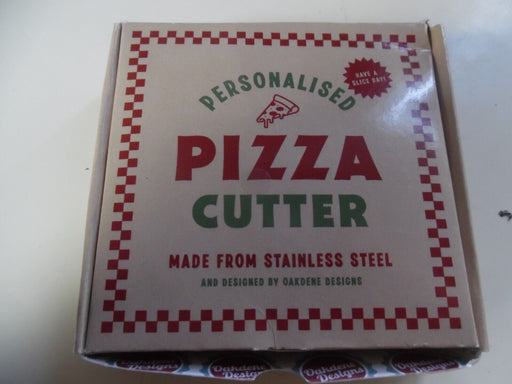 PERSONALISED
HAVE A
SLICE DAY!
PIZZA
CUTTER
MADE FROM STAINLESS STEEL
AND DESIGNED BY OAKDENE DESIGNS
Oakdene
Designs
Oakdene
Designs